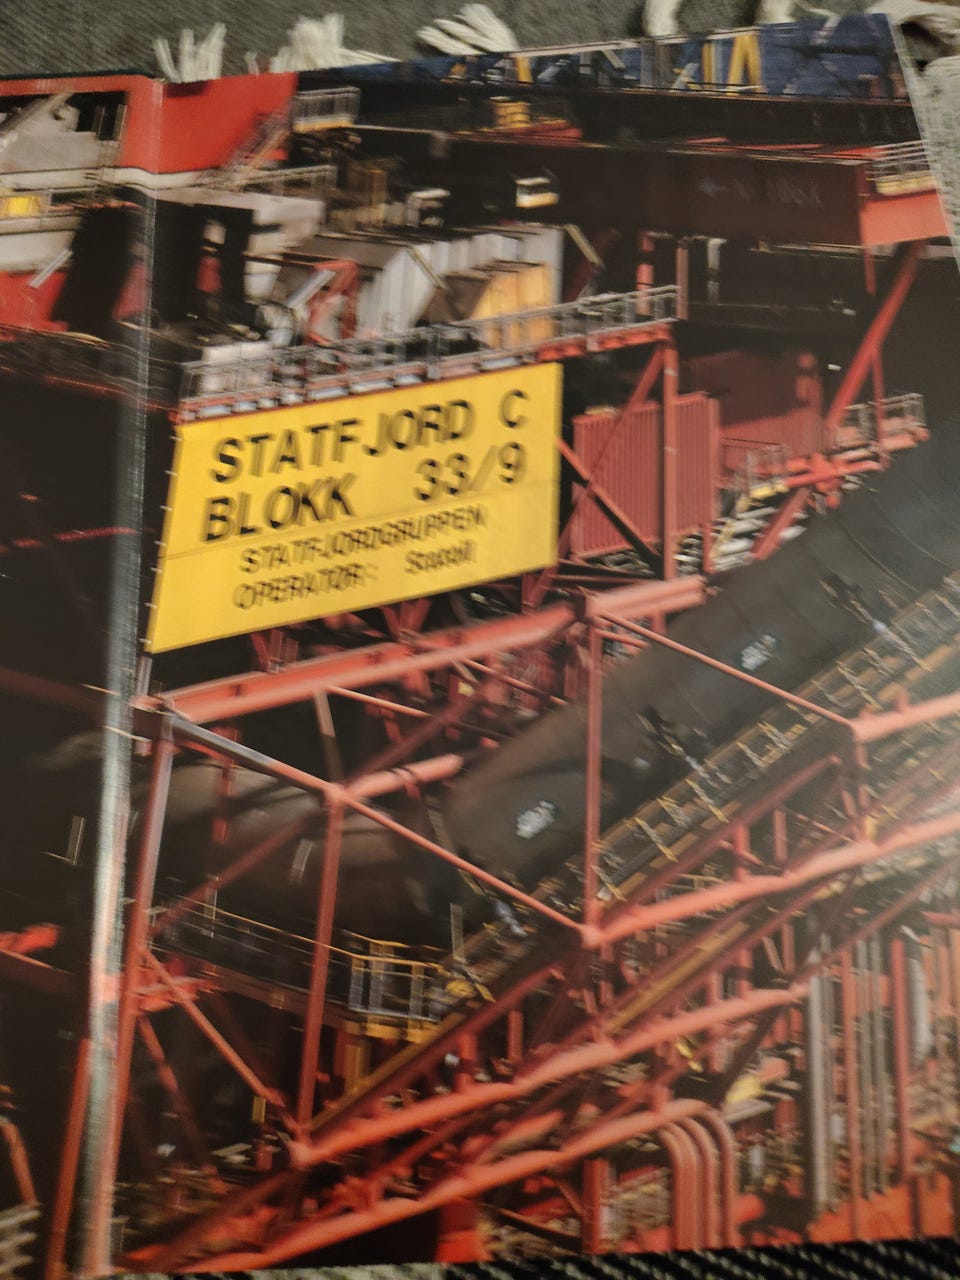 STATFJORD C
BLOKK 33/9
STATFJORDGRUPPEN
OPERATØR: Statoil